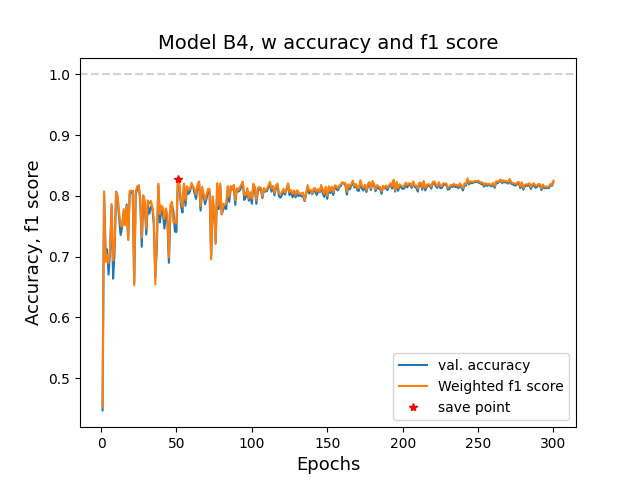 Model B4, w accuracy and f1 score
Accuracy, f1 score
1.0
0.9
0.8
0.7
0.6
0.5
0
50
100
150
200
250
300
Epochs
val. accuracy
Weighted f1 score
save point